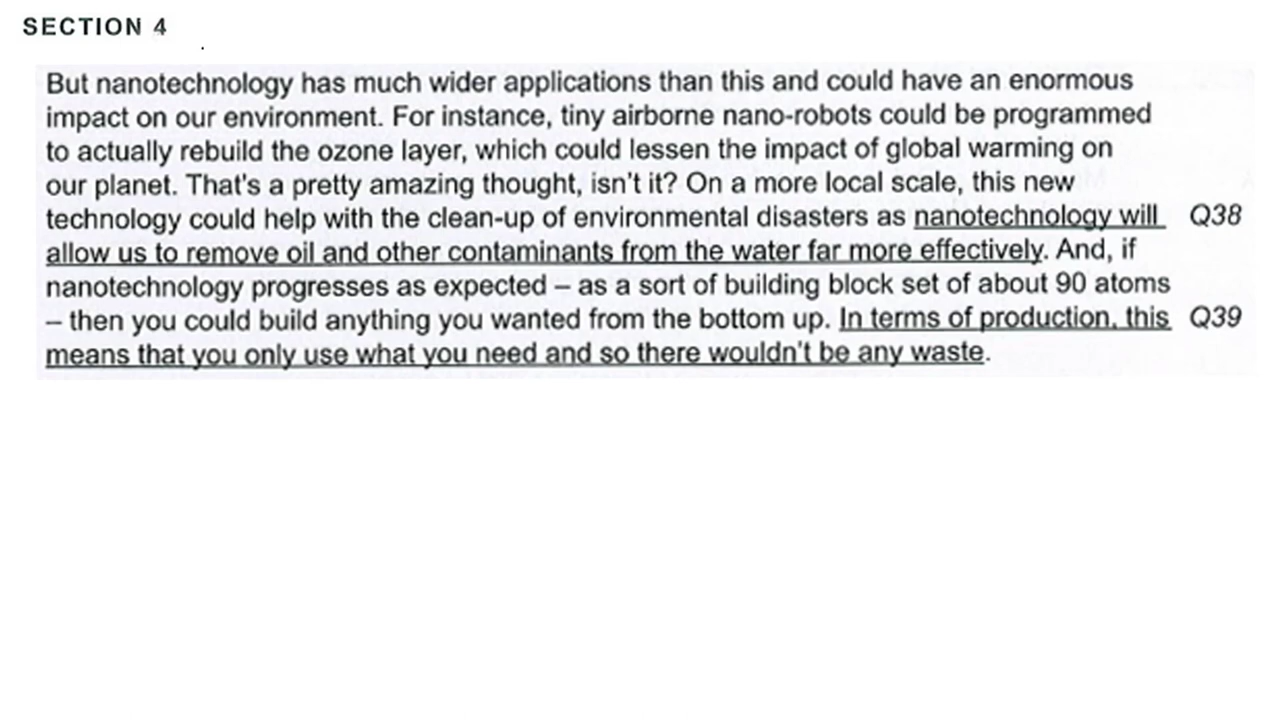 SECTION 4
But nanotechnology has much wider applications than this and could have an enormous
impact on our environment. For instance, tiny airborne nano-robots could be programmed
to actually rebuild the ozone layer, which could lessen the impact of global warming on
our planet. That's a pretty amazing thought, isn't it? On a more local scale, this new
technology could help with the clean-up of environmental disasters as nanotechnology will Q38
allow us to remove oil and other contaminants from the water far more effectively. And, if
nanotechnology progresses as expected – as a sort of building block set of about 90 atoms
– then you could build anything you wanted from the bottom up. In terms of production, this Q39
means that you only use what you need and so there wouldn't be any waste.